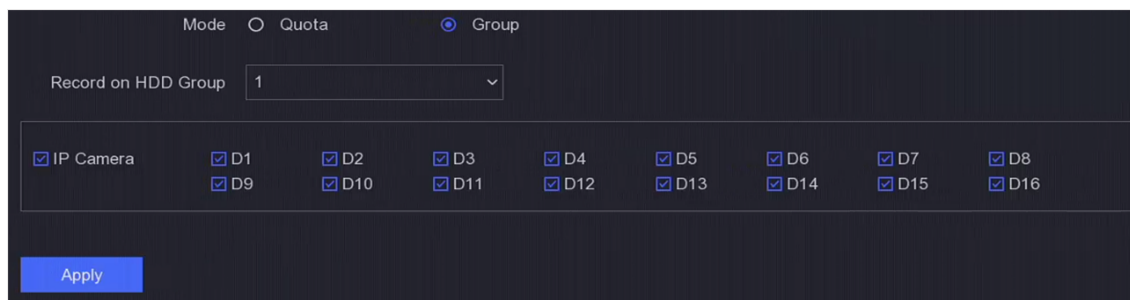 Mode Quota Group
Record on HDD Group 1
IP Camera D1 D2 D3 D4 D5 D6 D7 D8
D9 D10 D11 D12 D13 D14 D15 D16
Apply